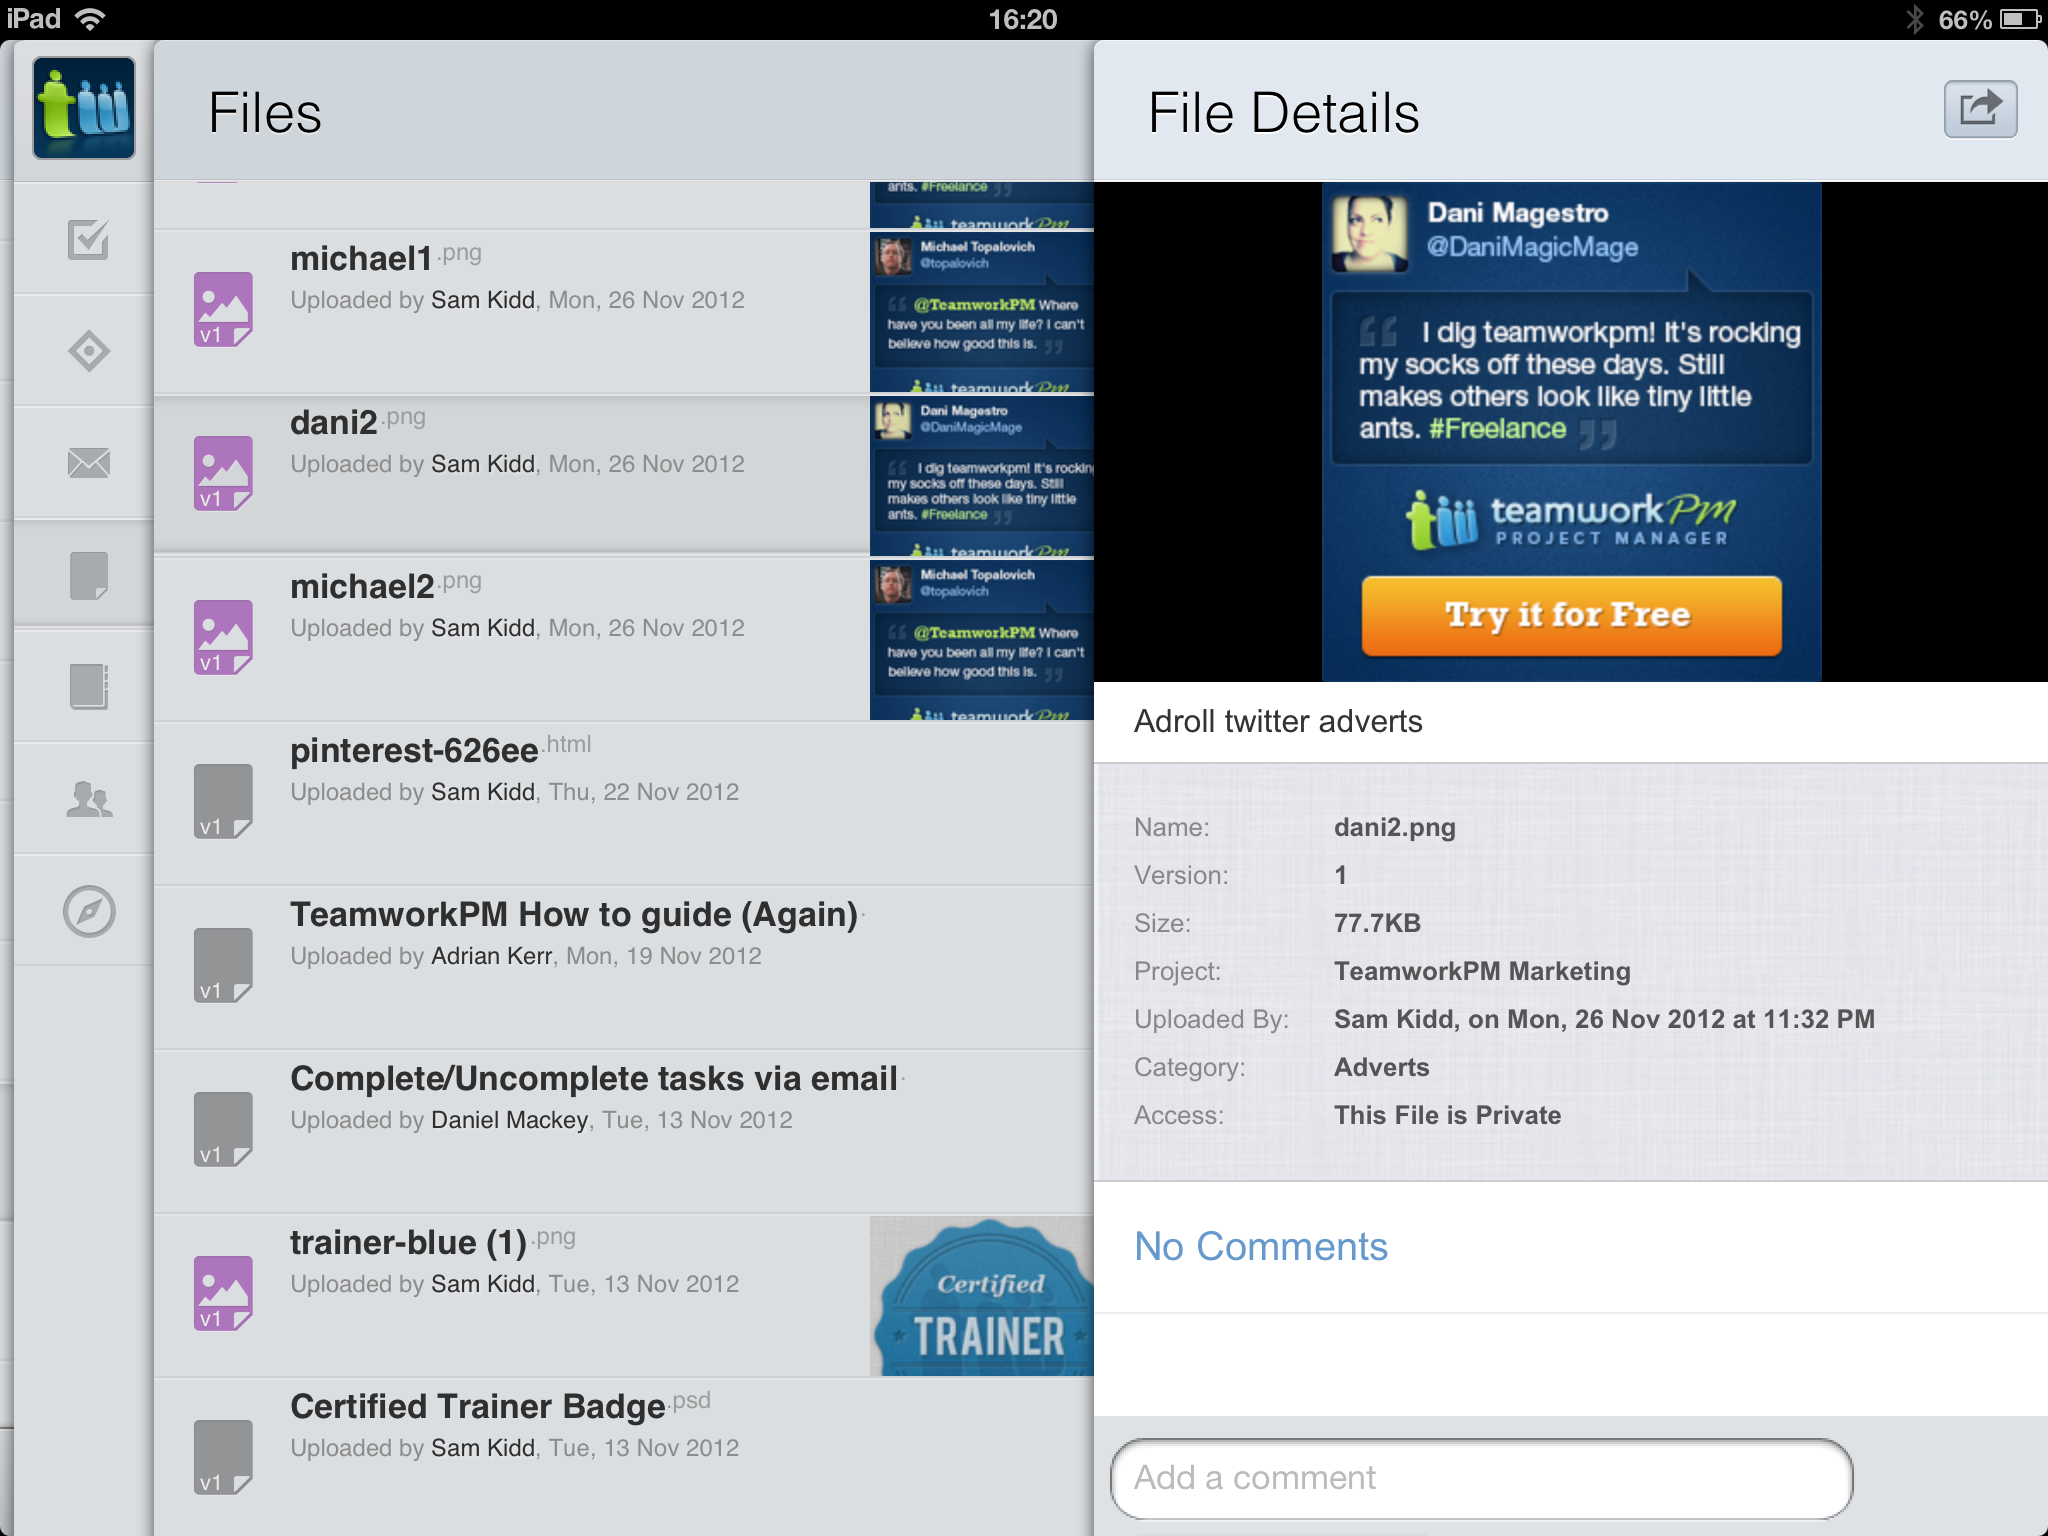 iPad
16:20
66%
Files
ants. #Freelance
teamworkPm
michael1.png
Uploaded by Sam Kidd, Mon, 26 Nov 2012
v1
Michael Topalovich
@topalovich
@TeamworkPM Where
have you been all my life? I can't
believe how good this is.
teamworkPm
dani2.png
Uploaded by Sam Kidd, Mon, 26 Nov 2012
v1
Dani Magestro
@DaniMagicMage
I dig teamworkpm! It's rockin
my socks off these days. Still
makes others look like tiny little
ants. #Freelance
teamworkPm
michael2.png
Uploaded by Sam Kidd, Mon, 26 Nov 2012
v1
Michael Topalovich
@topalovich
@TeamworkPM Where
have you been all my life? I can't
believe how good this is.
teamworkPm
pinterest-626ee.html
Uploaded by Sam Kidd, Thu, 22 Nov 2012
v1
TeamworkPM How to guide (Again).
Uploaded by Adrian Kerr, Mon, 19 Nov 2012
v1
Complete/Uncomplete tasks via email.
Uploaded by Daniel Mackey, Tue, 13 Nov 2012
v1
trainer-blue (1).png
Uploaded by Sam Kidd, Tue, 13 Nov 2012
v1
Certified
TRAINER
Certified Trainer Badge.psd
Uploaded by Sam Kidd, Tue, 13 Nov 2012
v1
File Details
Dani Magestro
@DaniMagicMage
“ I dig teamworkpm! It's rocking
my socks off these days. Still
makes others look like tiny little
ants. #Freelance ”
teamworkPm
PROJECT MANAGER
Try it for Free
Adroll twitter adverts
Name: dani2.png
Version: 1
Size: 77.7KB
Project: TeamworkPM Marketing
Uploaded By: Sam Kidd, on Mon, 26 Nov 2012 at 11:32 PM
Category: Adverts
Access: This File is Private
No Comments
Add a comment